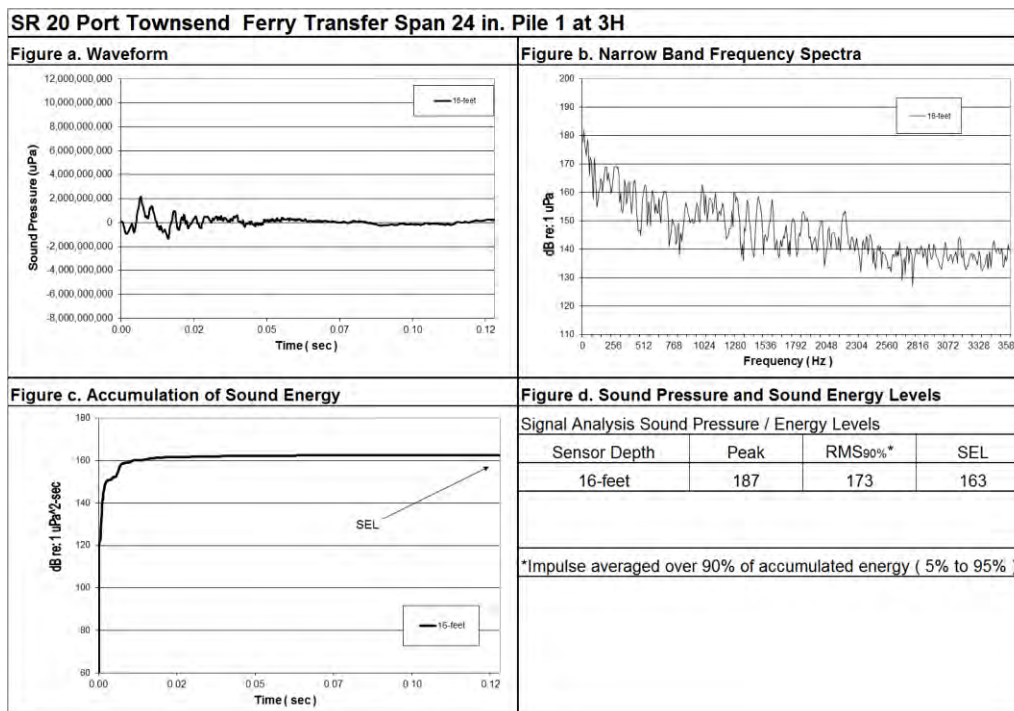 SR 20 Port Townsend Ferry Transfer Span 24 in. Pile 1 at 3H
Figure a. Waveform
12,000,000,000
10,000,000,000
8,000,000,000
6,000,000,000
4,000,000,000
2,000,000,000
0
-2,000,000,000
-4,000,000,000
-6,000,000,000
-8,000,000,000
Sound Pressure (uPa)
16-feet
0.00 0.02 0.05 0.07 0.10 0.12
Time ( sec )
Figure b. Narrow Band Frequency Spectra
200
190
180
170
160
150
140
130
120
110
dB re: 1 uPa
16-feet
0 256 512 768 1024 1280 1536 1792 2048 2304 2560 2816 3072 3328 358
Frequency ( Hz )
Figure c. Accumulation of Sound Energy
180
160
140
120
100
80
60
dB re: 1 uPa^2-sec
SEL
16-feet
0.00 0.02 0.05 0.07 0.10 0.12
Time ( sec )
Figure d. Sound Pressure and Sound Energy Levels
Signal Analysis Sound Pressure / Energy Levels
Sensor Depth Peak RMS90%* SEL
16-feet 187 173 163
*Impulse averaged over 90% of accumulated energy ( 5% to 95% )